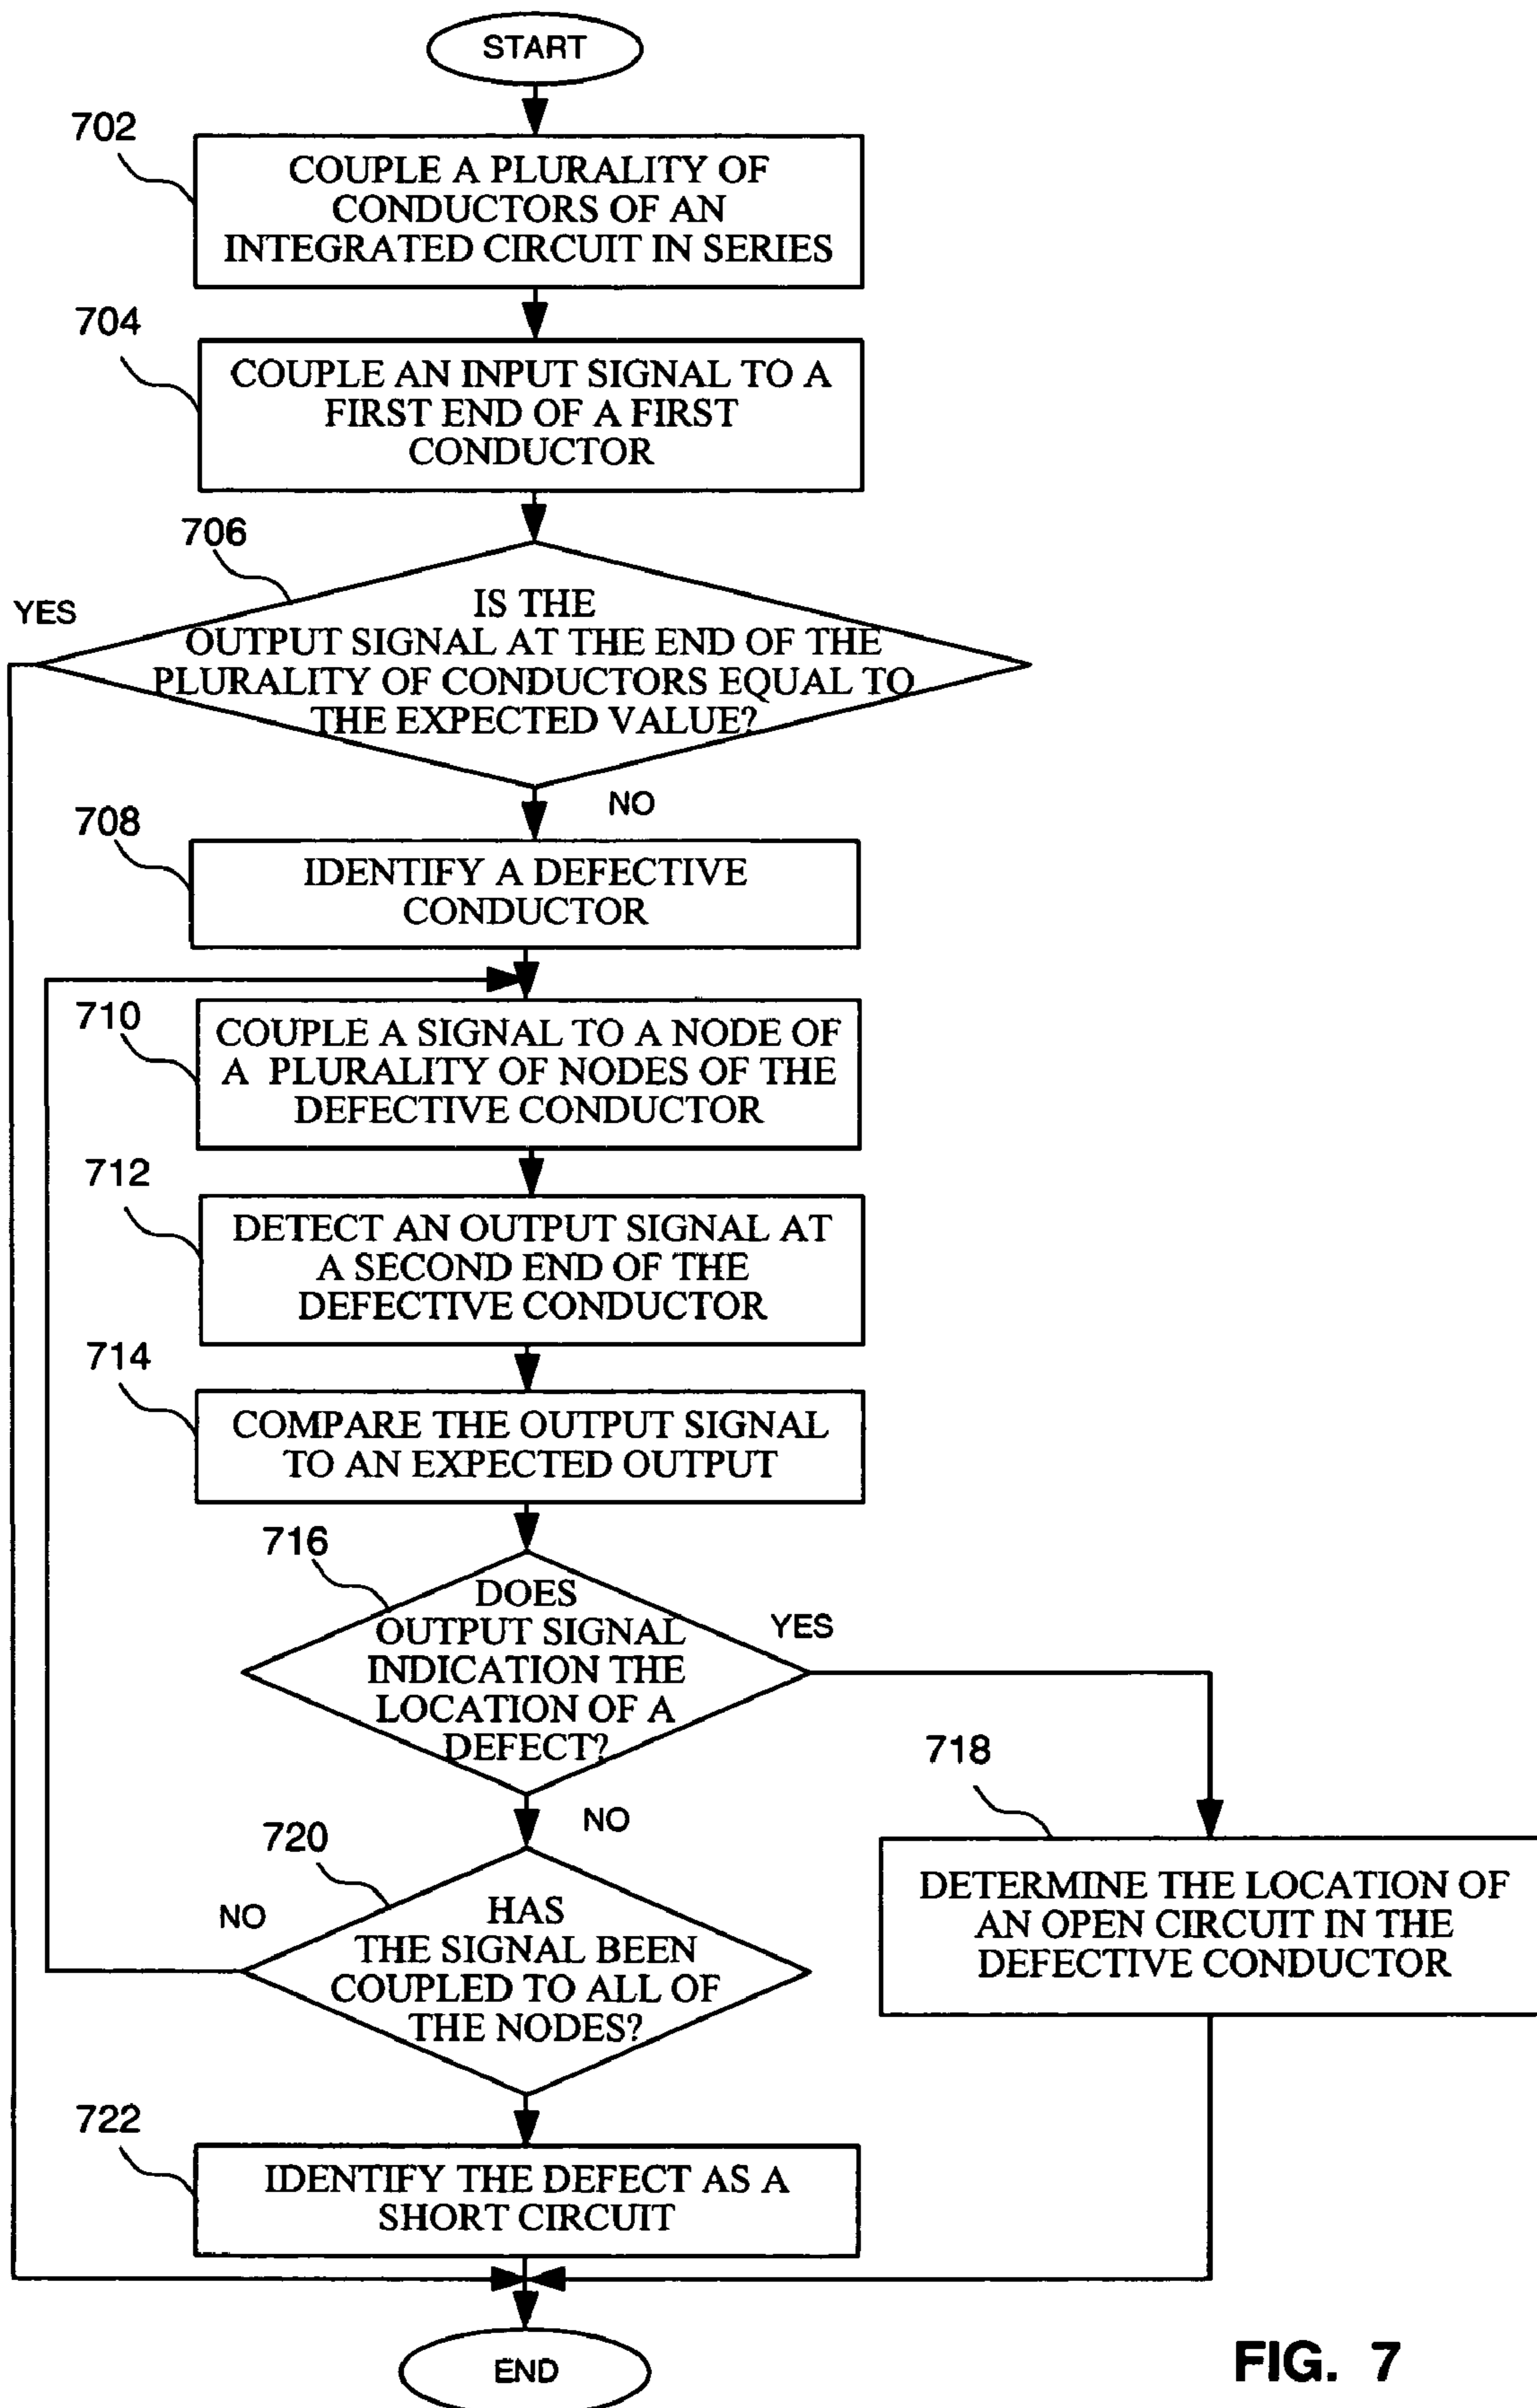 START
702
COUPLE A PLURALITY OF
CONDUCTORS OF AN
INTEGRATED CIRCUIT IN SERIES
704
COUPLE AN INPUT SIGNAL TO A
FIRST END OF A FIRST
CONDUCTOR
706
YES
IS THE
OUTPUT SIGNAL AT THE END OF THE
PLURALITY OF CONDUCTORS EQUAL TO
THE EXPECTED VALUE?
NO
708
IDENTIFY A DEFECTIVE
CONDUCTOR
710
COUPLE A SIGNAL TO A NODE OF
A PLURALITY OF NODES OF THE
DEFECTIVE CONDUCTOR
712
DETECT AN OUTPUT SIGNAL AT
A SECOND END OF THE
DEFECTIVE CONDUCTOR
714
COMPARE THE OUTPUT SIGNAL
TO AN EXPECTED OUTPUT
716
DOES
OUTPUT SIGNAL
INDICATION THE
LOCATION OF A
DEFECT?
YES
NO
718
DETERMINE THE LOCATION OF
AN OPEN CIRCUIT IN THE
DEFECTIVE CONDUCTOR
720
NO
HAS
THE SIGNAL BEEN
COUPLED TO ALL OF
THE NODES?
722
IDENTIFY THE DEFECT AS A
SHORT CIRCUIT
END
FIG. 7